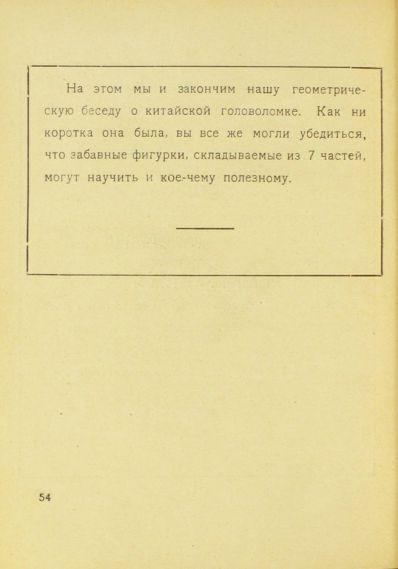 На этом мы и закончим нашу геометриче-
скую беседу о китайской головоломке. Как ни
коротка она была, вы все же могли убедиться,
что забавные фигурки, складываемые из 7 частей,
могут научить и кое-чему полезному.
54